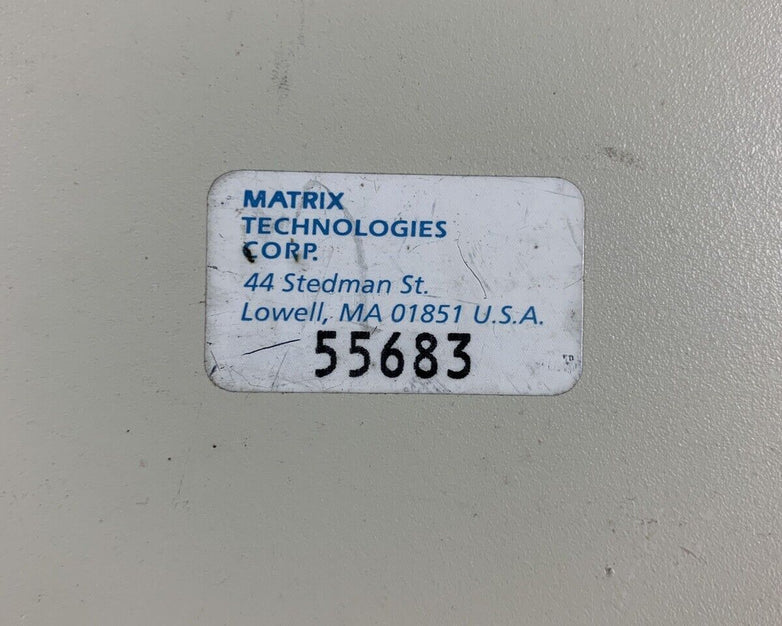 MATRIX
TECHNOLOGIES
CORP.
44 Stedman St.
Lowell, MA 01851 U.S.A.
55683